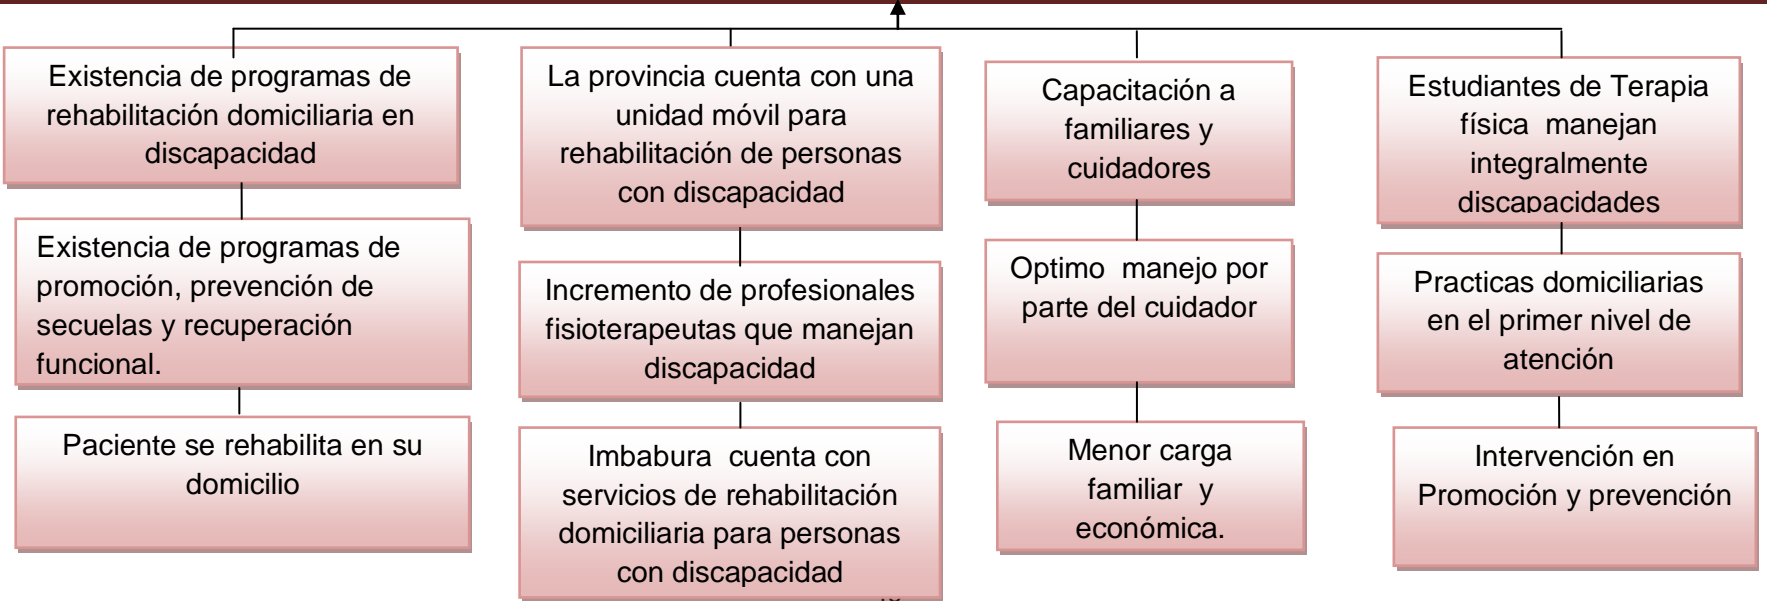 Existencia de programas de
rehabilitación domiciliaria en
discapacidad
Existencia de programas de
promoción, prevención de
secuelas y recuperación
funcional.
Paciente se rehabilita en su
domicilio
La provincia cuenta con una
unidad móvil para
rehabilitación de personas
con discapacidad
Incremento de profesionales
fisioterapeutas que manejan
discapacidad
Imbabura cuenta con
servicios de rehabilitación
domiciliaria para personas
con discapacidad
Capacitación a
familiares y
cuidadores
Optimo manejo por
parte del cuidador
Menor carga
familiar y
económica.
Estudiantes de Terapia
física manejan
integralmente
discapacidades
Practicas domiciliarias
en el primer nivel de
atención
Intervención en
Promoción y prevención